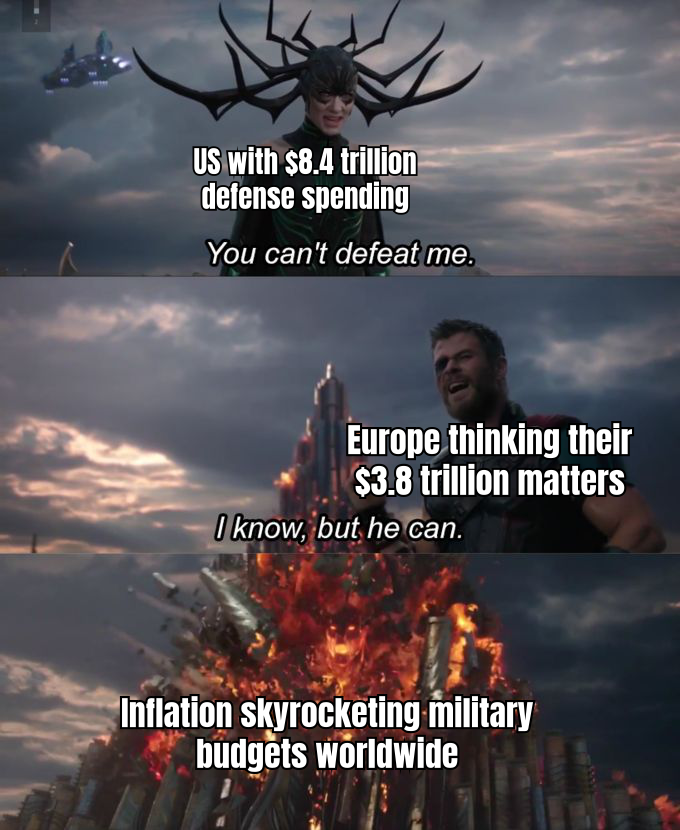 US with $8.4 trillion
defense spending
You can't defeat me.
Europe thinking their
$3.8 trillion matters
I know, but he can.
Inflation skyrocketing military
budgets worldwide